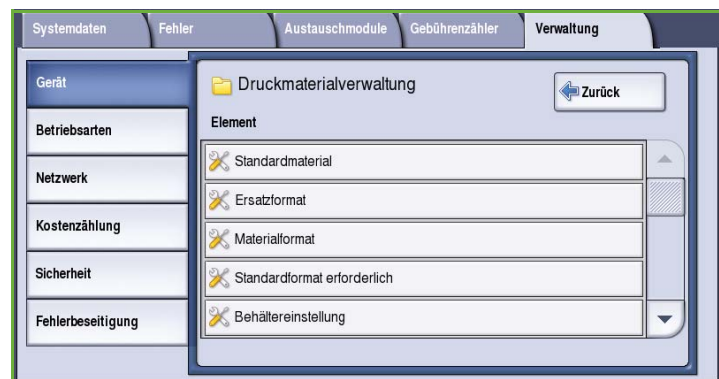 Systemdaten Fehler Austauschmodule Gebührenzähler Verwaltung
Gerät
Betriebsarten
Netzwerk
Kostenzählung
Sicherheit
Fehlerbeseitigung
Druckmaterialverwaltung
Zurück
Element
Standardmaterial
Ersatzformat
Materialformat
Standardformat erforderlich
Behältereinstellung